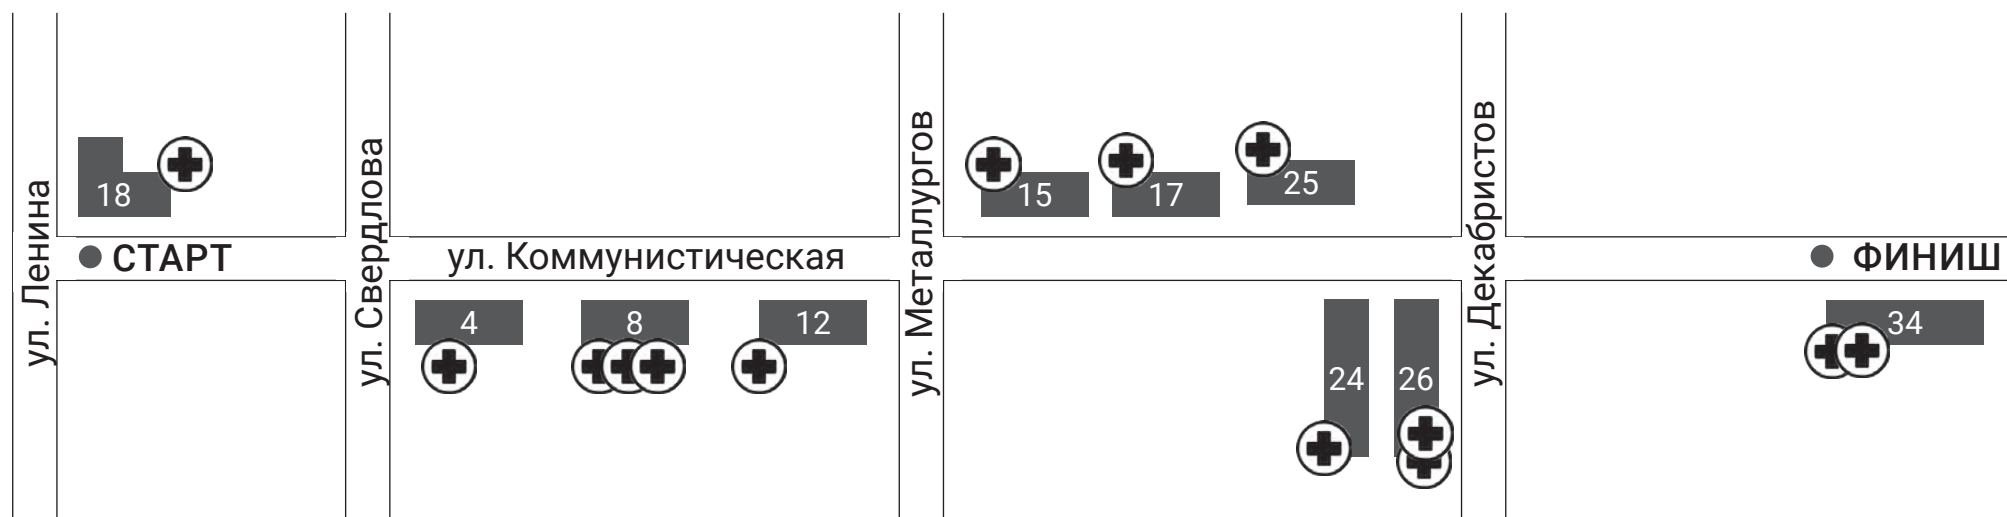 ул. Ленина
18
СТАРТ
ул. Свердлова
ул. Коммунистическая
4
8
12
ул. Металлургов
15
17
25
24
26
ул. Декабристов
ФИНИШ
34